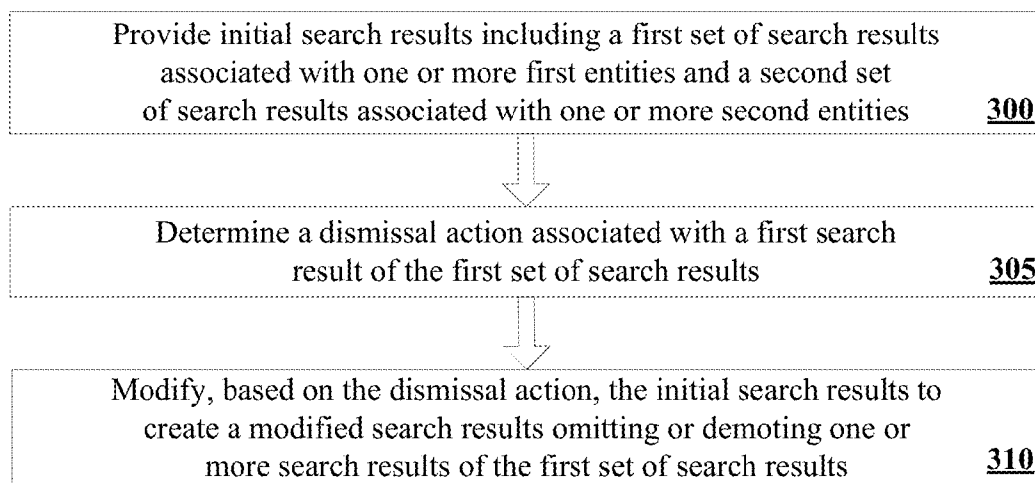 Provide initial search results including a first set of search results
associated with one or more first entities and a second set
of search results associated with one or more second entities 300
Determine a dismissal action associated with a first search
result of the first set of search results 305
Modify, based on the dismissal action, the initial search results to
create a modified search results omitting or demoting one or
more search results of the first set of search results 310